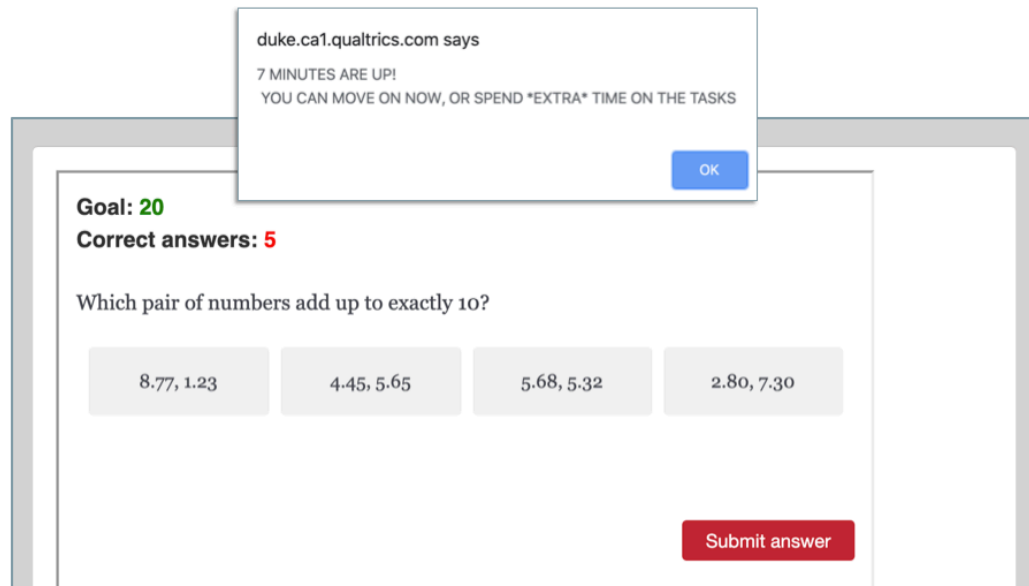 duke.ca1.qualtrics.com says
7 MINUTES ARE UP!
YOU CAN MOVE ON NOW, OR SPEND *EXTRA* TIME ON THE TASKS
OK
Goal: 20
Correct answers: 5
Which pair of numbers add up to exactly 10?
8.77, 1.23
4.45, 5.65
5.68, 5.32
2.80, 7.30
Submit answer